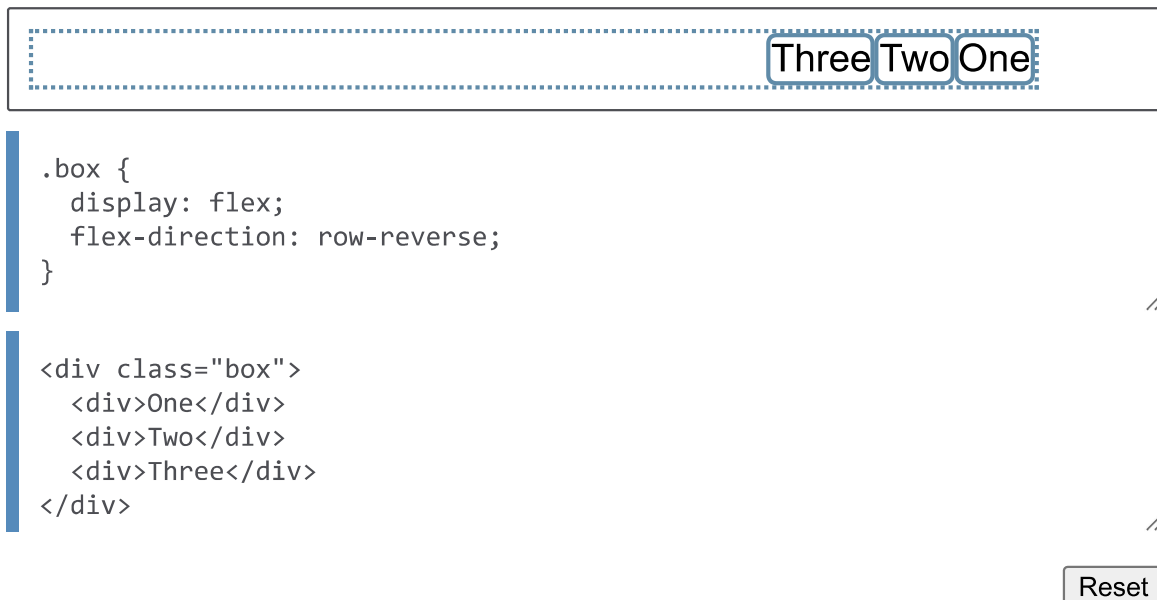 Three Two One
.box {
  display: flex;
  flex-direction: row-reverse;
}
<div class="box">
  <div>One</div>
  <div>Two</div>
  <div>Three</div>
</div>
Reset